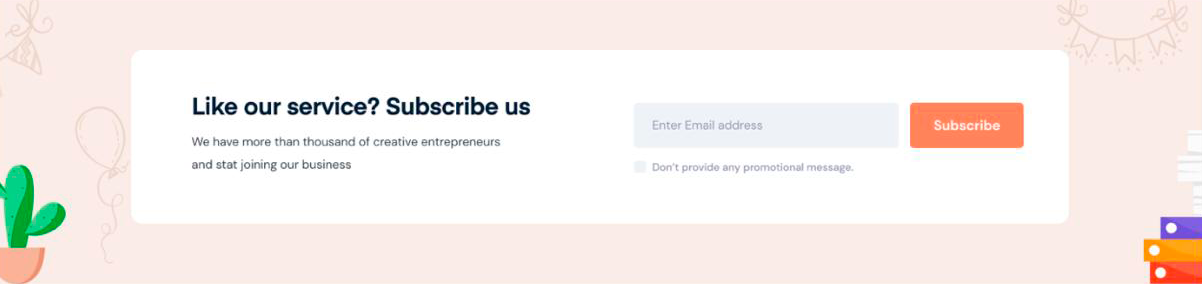 Like our service? Subscribe us
We have more than thousand of creative entrepreneurs
and stat joining our business
Enter Email address
Subscribe
Don't provide any promotional message.